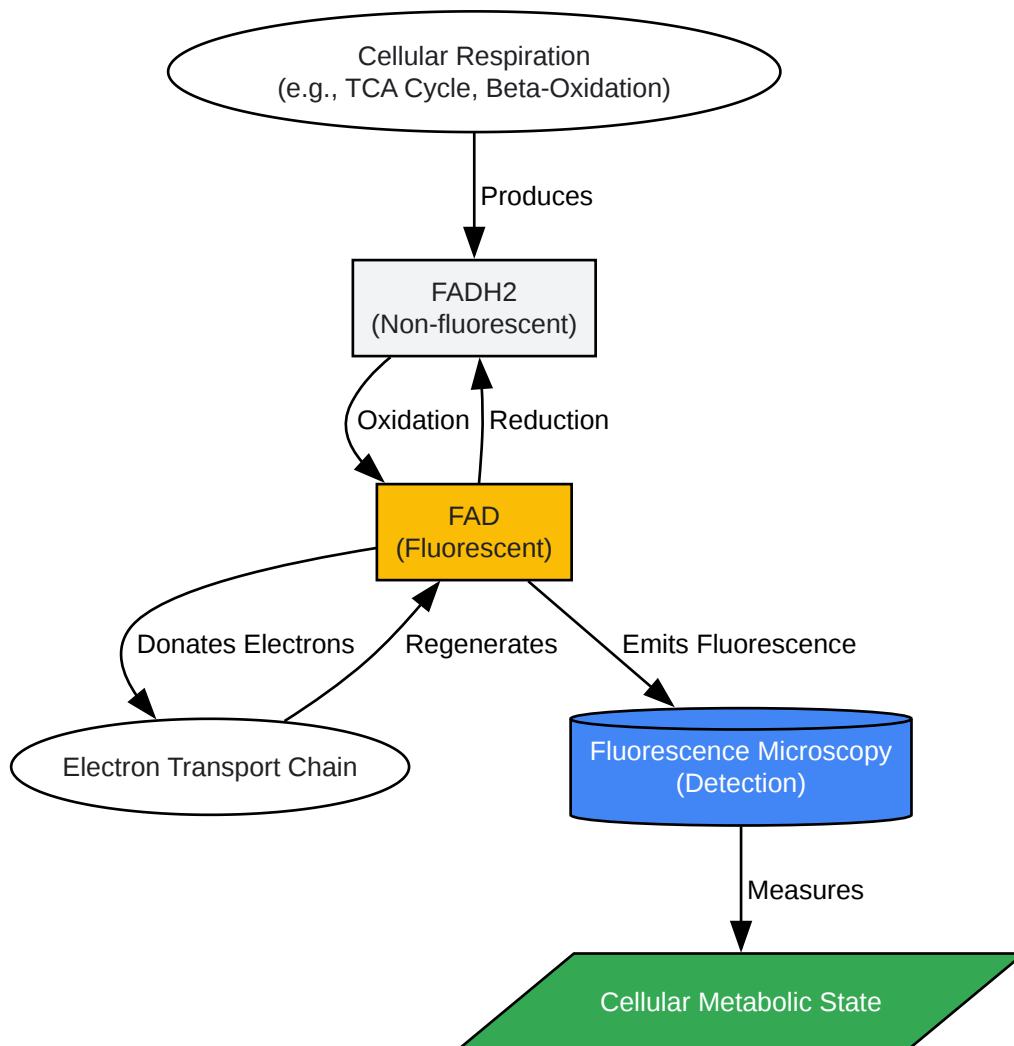 Cellular Respiration
(e.g., TCA Cycle, Beta-Oxidation)
Produces
FADH2
(Non-fluorescent)
Oxidation
Reduction
FAD
(Fluorescent)
Donates Electrons
Regenerates
Emits Fluorescence
Electron Transport Chain
Fluorescence Microscopy
(Detection)
Measures
Cellular Metabolic State